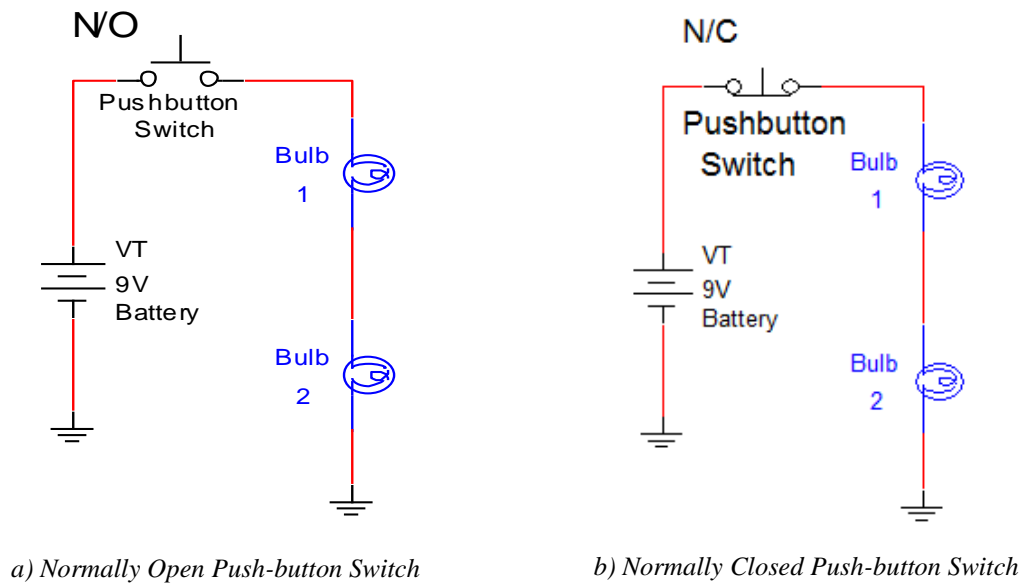 N/O
Pushbutton
Switch
Bulb
1
VT
9V
Battery
Bulb
2
a) Normally Open Push-button Switch
N/C
Pushbutton
Switch
Bulb
1
VT
9V
Battery
Bulb
2
b) Normally Closed Push-button Switch